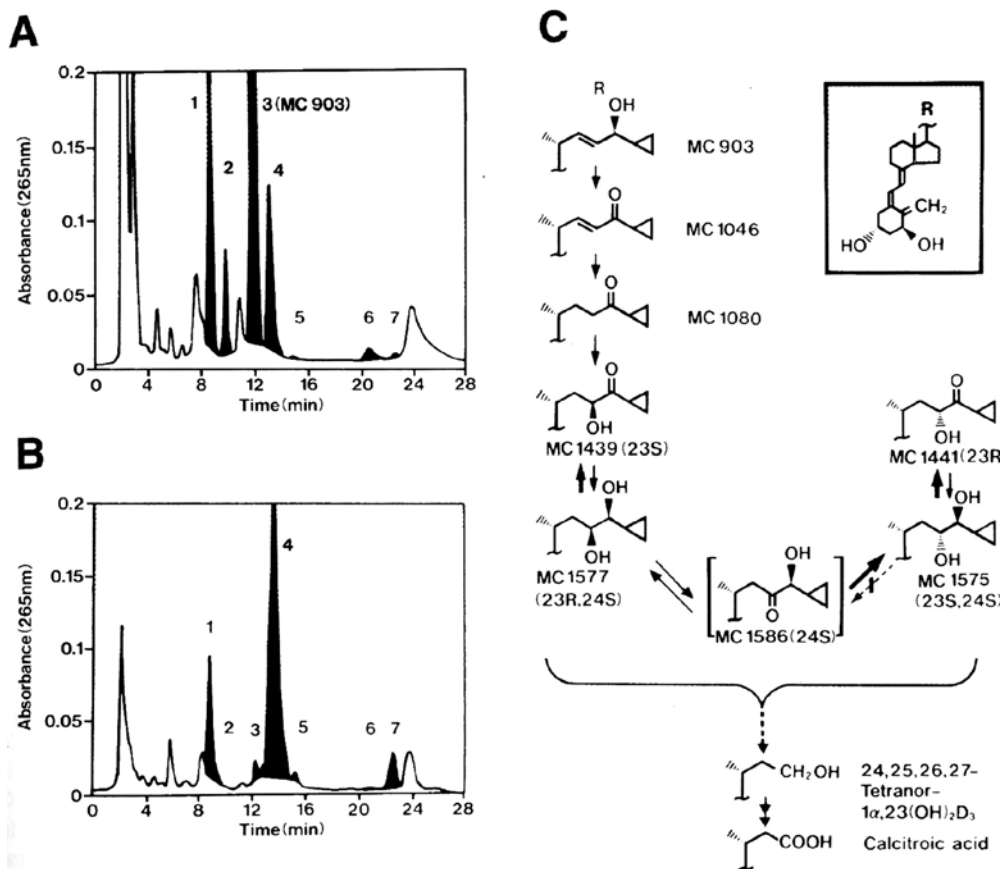 A
0.2
0.15
0.1
0.05
0
Absorbance (265nm)
1
2
3 (MC 903)
4
5
6
7
0 4 8 12 16 20 24 28
Time(min)
B
0.2
0.15
0.1
0.05
0
Absorbance (265nm)
1
2
3
4
5
6
7
0 4 8 12 16 20 24 28
Time(min)
C
R
OH
MC 903
O
MC 1046
O
MC 1080
O
OH
MC 1439 (23S)
OH
OH
MC 1577
(23R,24S)
OH
O
MC 1586 (24S)
O
OH
MC 1441 (23R
OH
OH
MC 1575
(23S,24S)
R
CH2
HO
OH
CH2OH
24,25,26,27–
Tetranor–
1α,23(OH)2D3
COOH
Calcitroic acid